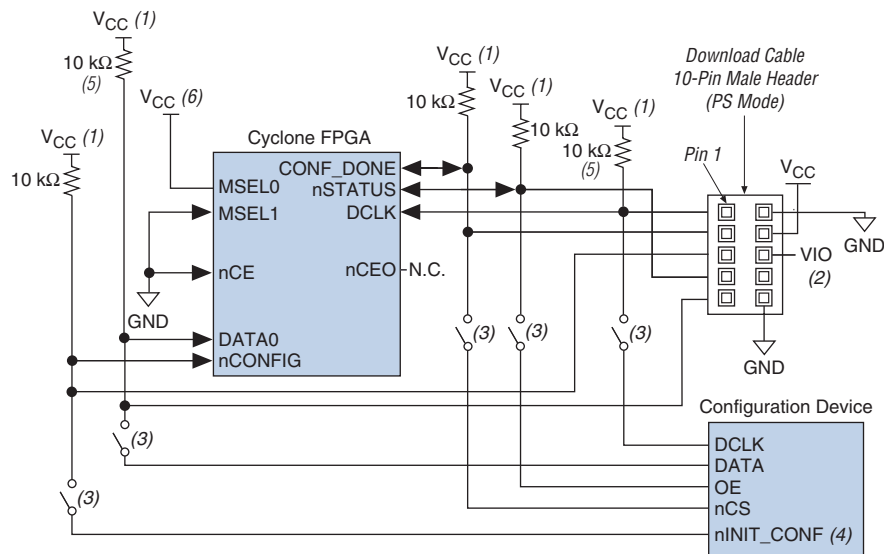 VCC (1)
10 kΩ
(5)
VCC (1)
10 kΩ
VCC (6)
Cyclone FPGA
MSEL0
MSEL1
nCE
DATA0
nCONFIG
CONF_DONE
nSTATUS
DCLK
nCEO
N.C.
GND
VCC (1)
10 kΩ
VCC (1)
10 kΩ
VCC (1)
10 kΩ
(5)
Download Cable
10-Pin Male Header
(PS Mode)
Pin 1
VCC
GND
VIO
(2)
GND
(3)
(3)
(3)
(3)
(3)
Configuration Device
DCLK
DATA
OE
nCS
nINIT_CONF (4)